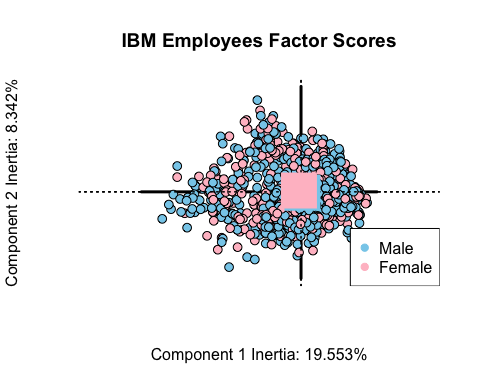 IBM Employees Factor Scores
Component 2 Inertia: 8.342%
Male
Female
Component 1 Inertia: 19.553%